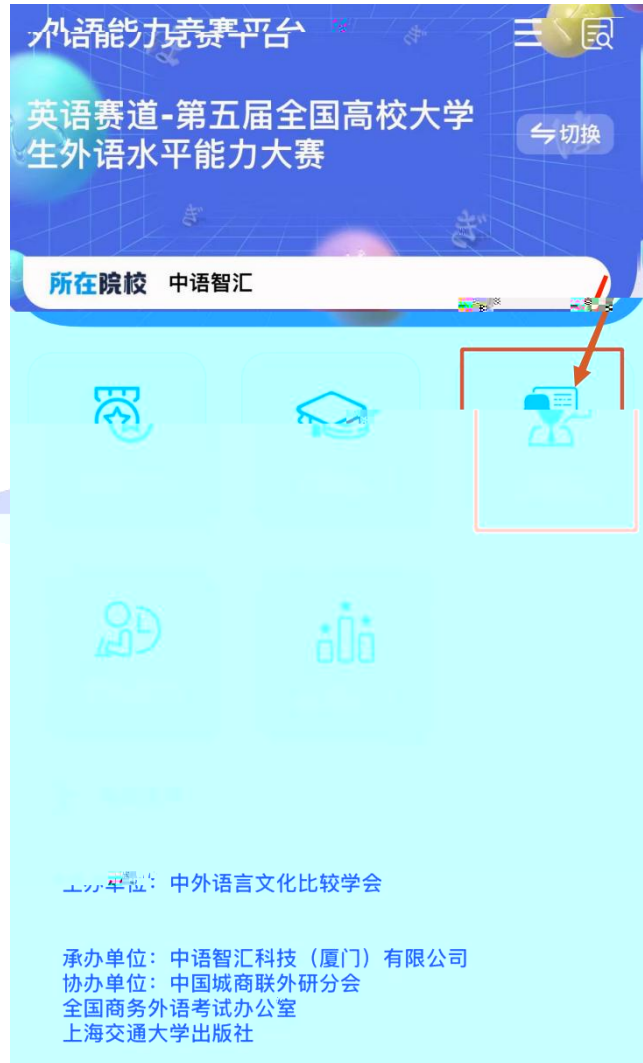 外语能力竞赛平台
英语赛道-第五届全国高校大学
生外语水平能力大赛
切换
所在院校 中语智汇
主办单位：中外语言文化比较学会
承办单位：中语智汇科技（厦门）有限公司
协办单位：中国城商联外研分会
全国商务外语考试办公室
上海交通大学出版社